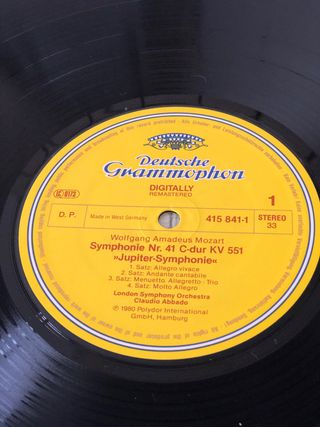 Deutsche
Grammophon
DIGITALLY
REMASTERED
1
LC 0173
D. P.
Made in West Germany
415 841-1
STEREO
33
Wolfgang Amadeus Mozart
Symphonie Nr. 41 C-dur KV 551
»Jupiter-Symphonie«
1. Satz: Allegro vivace
2. Satz: Andante cantabile
3. Satz: Menuetto. Allegretto - Trio
4. Satz: Molto Allegro
London Symphony Orchestra
Claudio Abbado
℗ 1980 Polydor International
GmbH, Hamburg